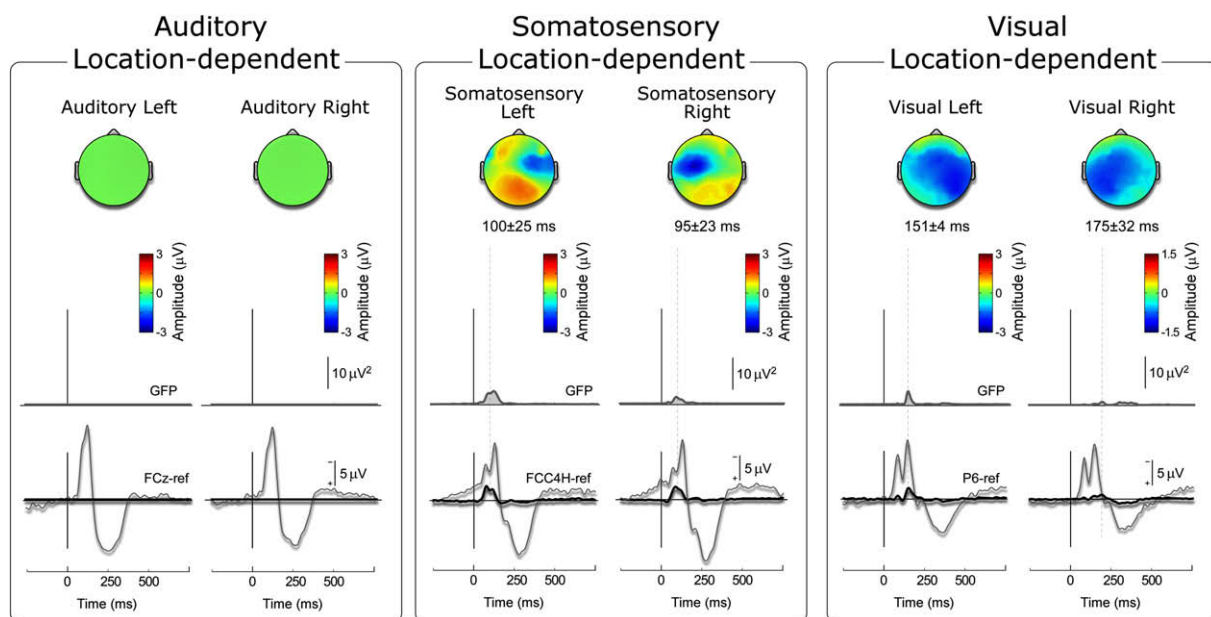 Auditory
Location-dependent
Auditory Left
Auditory Right
3
0
-3
Amplitude (µV)
3
0
-3
Amplitude (µV)
10 µV²
GFP
FCz-ref
−
+
5 µV
0
250
500
Time (ms)
0
250
500
Time (ms)
Somatosensory
Location-dependent
Somatosensory
Left
Somatosensory
Right
100±25 ms
95±23 ms
3
0
-3
Amplitude (µV)
3
0
-3
Amplitude (µV)
10 µV²
GFP
FCC4H-ref
−
+
5 µV
0
250
500
Time (ms)
0
250
500
Time (ms)
Visual
Location-dependent
Visual Left
Visual Right
151±4 ms
175±32 ms
3
0
-3
Amplitude (µV)
1.5
0
-1.5
Amplitude (µV)
10 µV²
GFP
P6-ref
−
+
5 µV
0
250
500
Time (ms)
0
250
500
Time (ms)